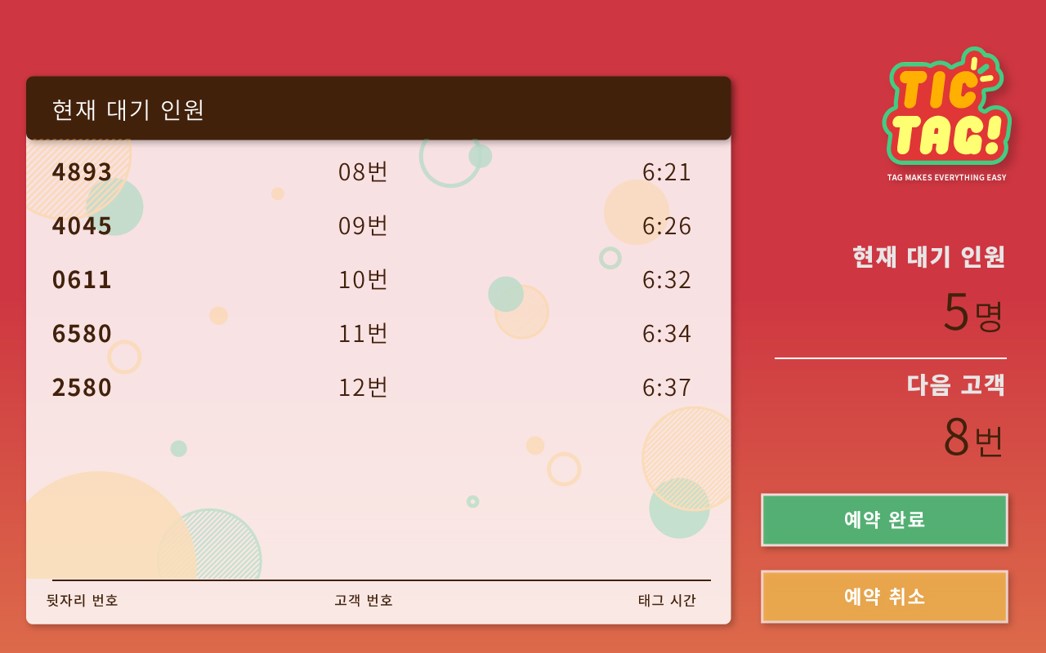 현재 대기 인원
4893 08번 6:21
4045 09번 6:26
0611 10번 6:32
6580 11번 6:34
2580 12번 6:37
뒷자리 번호 고객 번호 태그 시간
TIC
TAG!
TAG MAKES EVERYTHING EASY
현재 대기 인원
5명
다음 고객
8번
예약 완료
예약 취소